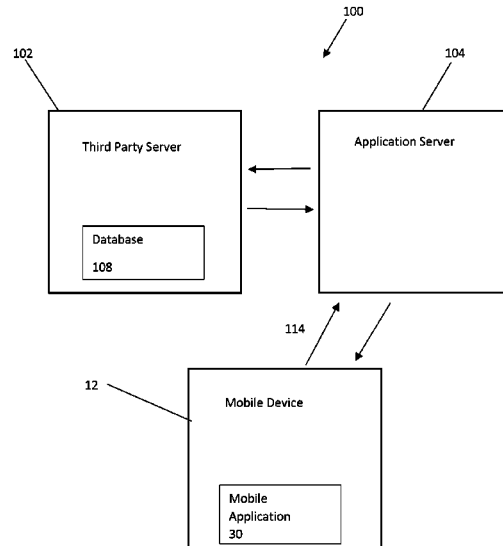 100
102
104
Third Party Server
Application Server
Database
108
114
12
Mobile Device
Mobile
Application
30